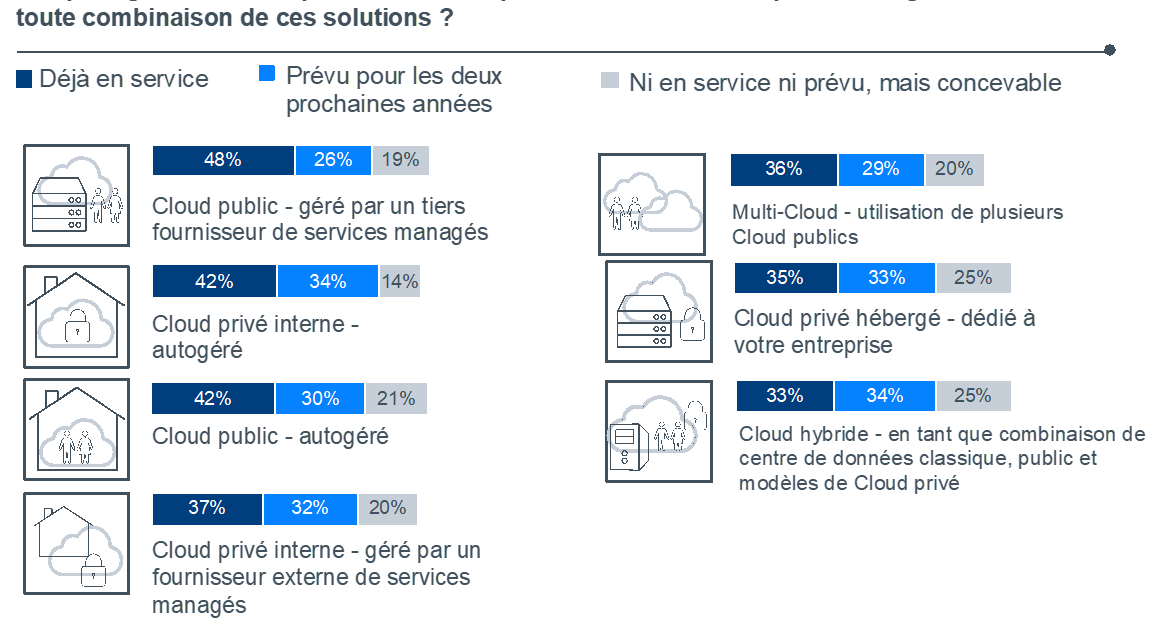 toute combinaison de ces solutions ?
Déjà en service
Prévu pour les deux
prochaines années
Ni en service ni prévu, mais concevable
48% 26% 19%
Cloud public - géré par un tiers
fournisseur de services managés
42% 34% 14%
Cloud privé interne -
autogéré
42% 30% 21%
Cloud public - autogéré
37% 32% 20%
Cloud privé interne - géré par un
fournisseur externe de services
managés
36% 29% 20%
Multi-Cloud - utilisation de plusieurs
Cloud publics
35% 33% 25%
Cloud privé hébergé - dédié à
votre entreprise
33% 34% 25%
Cloud hybride - en tant que combinaison de
centre de données classique, public et
modèles de Cloud privé